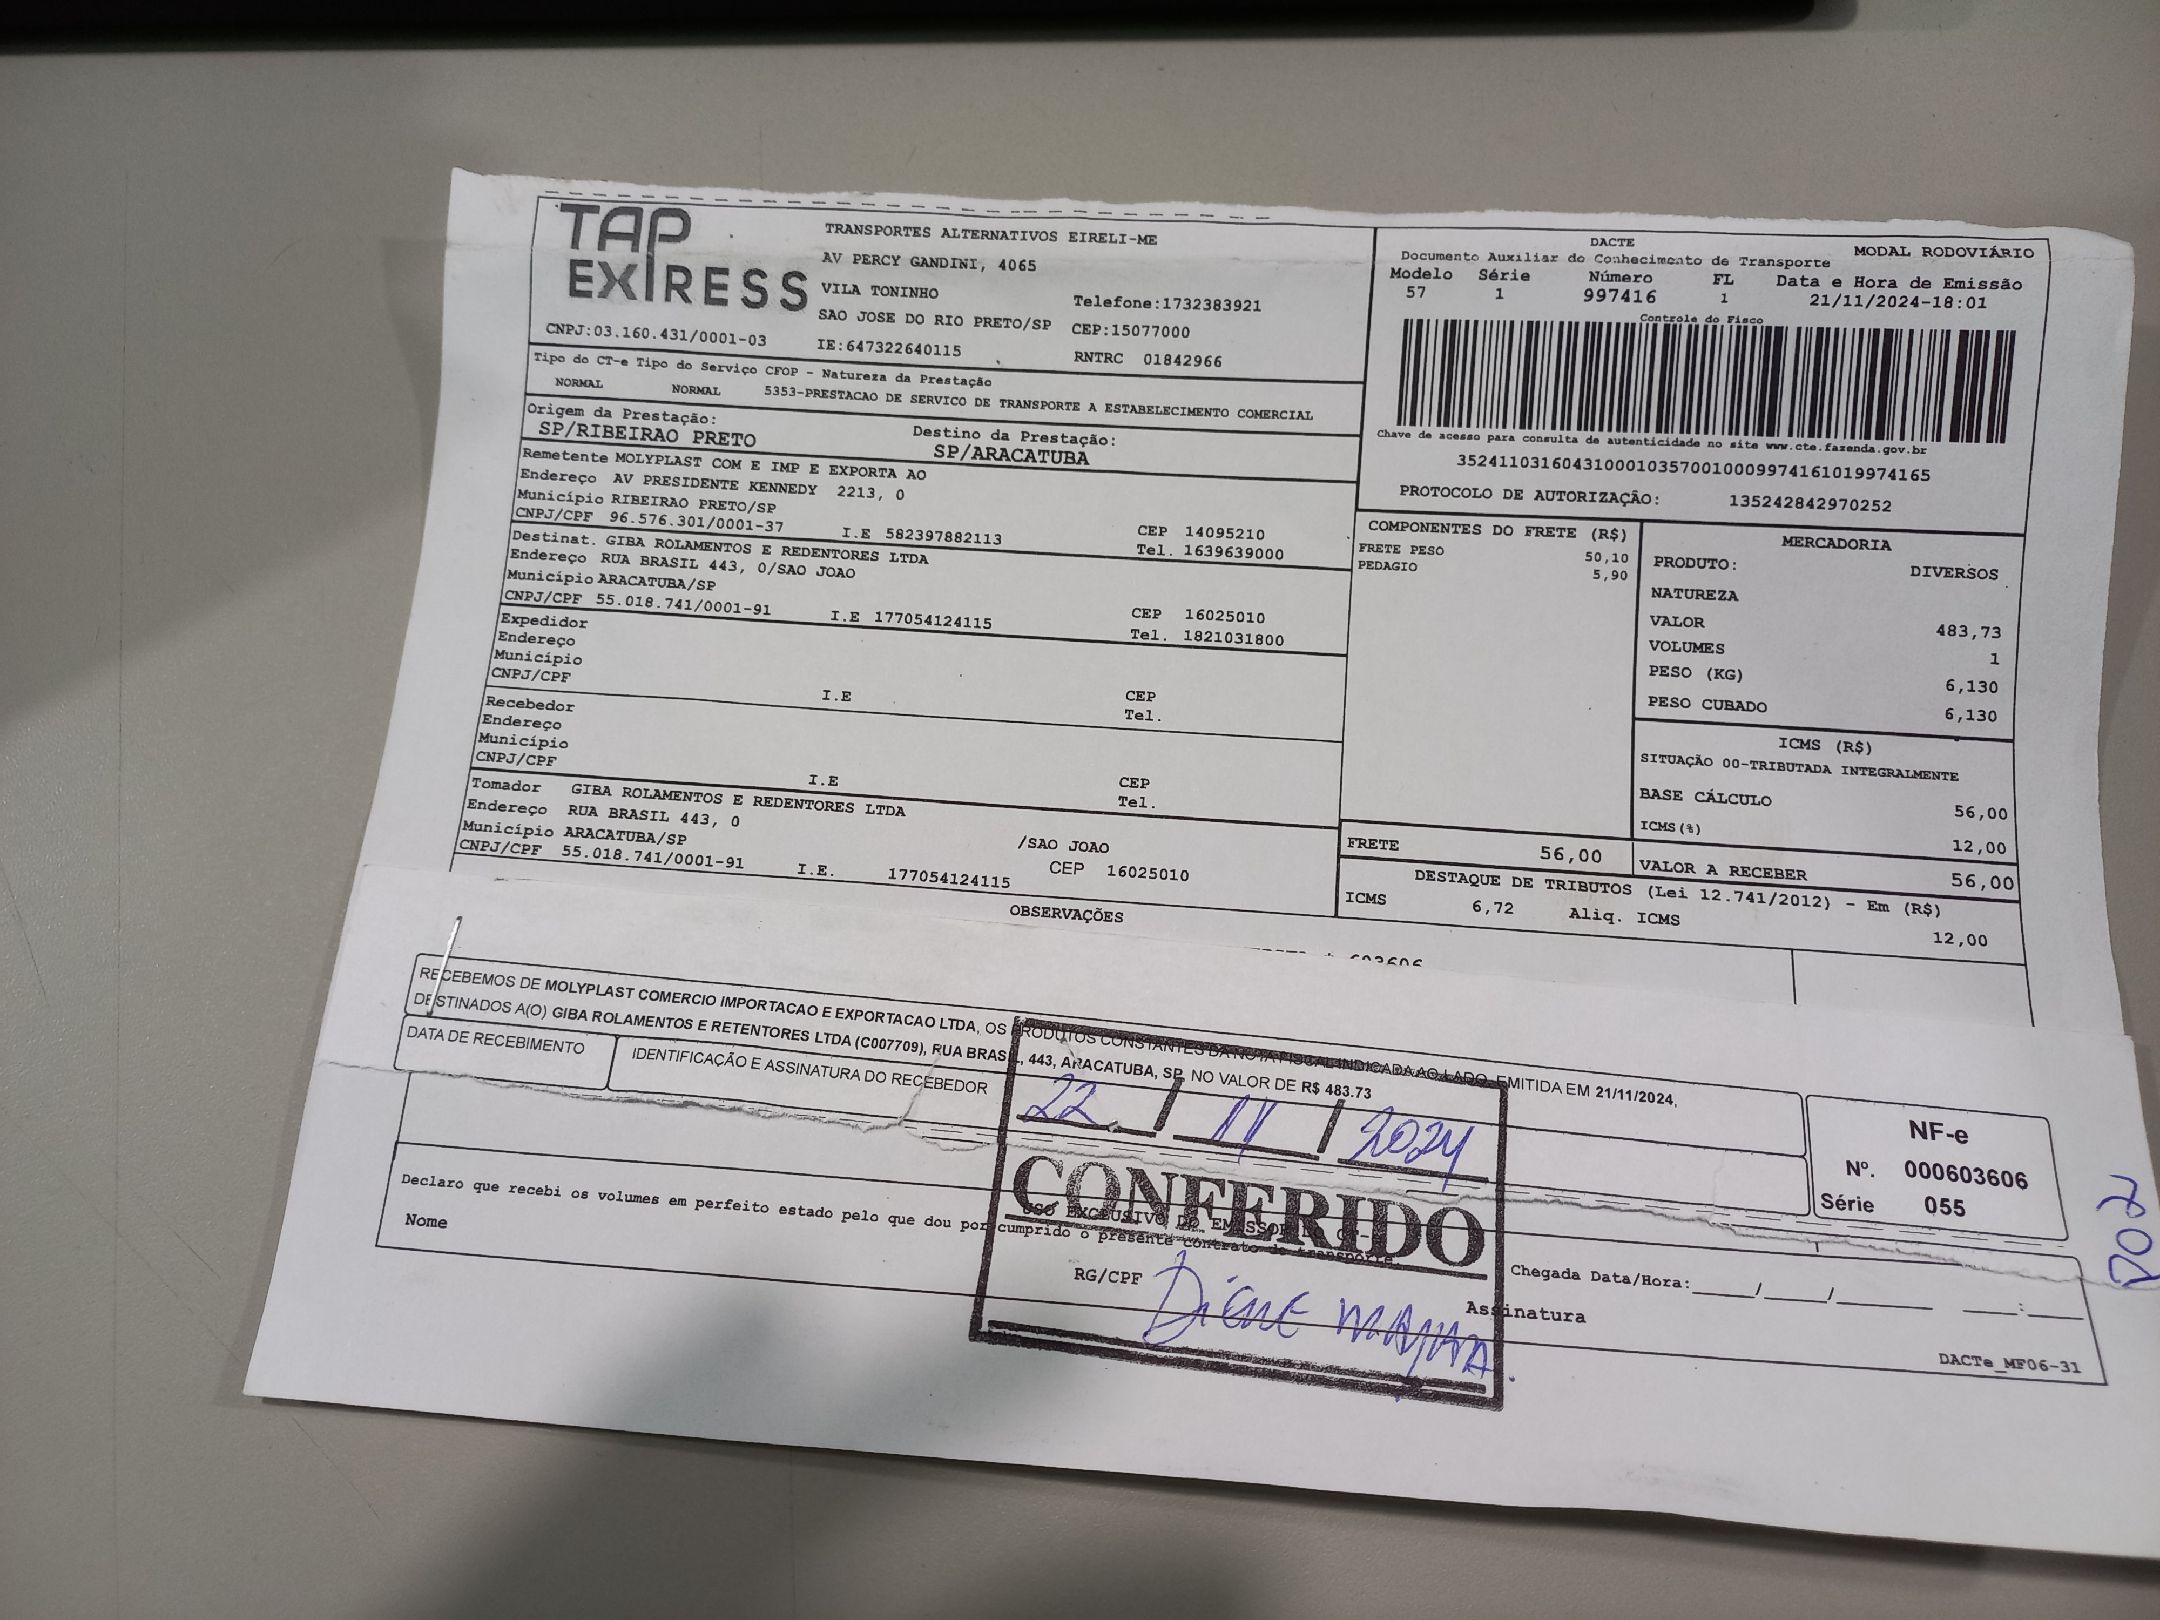 TAP EXPRESS
TRANSPORTES ALTERNATIVOS EIRELI-ME
AV PERCY GANDINI, 4065
VILA TONINHO
Telefone:1732383921
SAO JOSE DO RIO PRETO/SP CEP:15077000
CNPJ:03.160.431/0001-03 IE:647322640115 RNTRC 01842966
DACTE MODAL RODOVIÁRIO
Documento Auxiliar do Conhecimento de Transporte
Modelo Série Número FL Data e Hora de Emissão
57 1 997416 1 21/11/2024-18:01
Controle do Fisco
Chave de acesso para consulta de autenticidade no site www.cte.fazenda.gov.br
35241103160431000103570010009974161019974165
PROTOCOLO DE AUTORIZAÇÃO: 135242842970252
Tipo do CT-e Tipo do Serviço CFOP - Natureza da Prestação
NORMAL NORMAL 5353-PRESTACAO DE SERVICO DE TRANSPORTE A ESTABELECIMENTO COMERCIAL
Origem da Prestação: Destino da Prestação:
SP/RIBEIRAO PRETO SP/ARACATUBA
Remetente MOLYPLAST COM E IMP E EXPORTA AO
Endereço AV PRESIDENTE KENNEDY 2213, 0
Município RIBEIRAO PRETO/SP CEP 14095210
CNPJ/CPF 96.576.301/0001-37 I.E 582397882113 Tel. 1639639000
Destinat. GIBA ROLAMENTOS E REDENTORES LTDA
Endereço RUA BRASIL 443, 0/SAO JOAO
Município ARACATUBA/SP CEP 16025010
CNPJ/CPF 55.018.741/0001-91 I.E 177054124115 Tel. 1821031800
Expedidor
Endereço
Município CEP
CNPJ/CPF I.E Tel.
Recebedor
Endereço
Município CEP
CNPJ/CPF I.E Tel.
Tomador GIBA ROLAMENTOS E REDENTORES LTDA
Endereço RUA BRASIL 443, 0 /SAO JOAO
Município ARACATUBA/SP CEP 16025010
CNPJ/CPF 55.018.741/0001-91 I.E. 177054124115
COMPONENTES DO FRETE (R$)
FRETE PESO 50,10
PEDAGIO 5,90
MERCADORIA
PRODUTO: DIVERSOS
NATUREZA
VALOR 483,73
VOLUMES 1
PESO (KG) 6,130
PESO CUBADO 6,130
ICMS (R$)
SITUAÇÃO 00-TRIBUTADA INTEGRALMENTE
BASE CÁLCULO 56,00
ICMS(%) 12,00
FRETE 56,00 VALOR A RECEBER 56,00
DESTAQUE DE TRIBUTOS (Lei 12.741/2012) - Em (R$)
ICMS 6,72 Aliq. ICMS 12,00
OBSERVAÇÕES
603606
RECEBEMOS DE MOLYPLAST COMERCIO IMPORTACAO E EXPORTACAO LTDA, OS PRODUTOS CONSTANTES DA NOTA FISCAL INDICADA AO LADO, EMITIDA EM 21/11/2024,
DESTINADOS A(O) GIBA ROLAMENTOS E RETENTORES LTDA (C007709), RUA BRASIL, 443, ARACATUBA, SP, NO VALOR DE R$ 483.73
DATA DE RECEBIMENTO IDENTIFICAÇÃO E ASSINATURA DO RECEBEDOR
NF-e
Nº. 000603606
Série 055
22/11/2024
CONFERIDO
USO EXCLUSIVO DO EMISSOR DO CT-
Declaro que recebi os volumes em perfeito estado pelo que dou por cumprido o presente contrato de transporte.
Nome RG/CPF Assinatura
Chegada Data/Hora:____/____/______ ____:____
DACTe_MF06-31